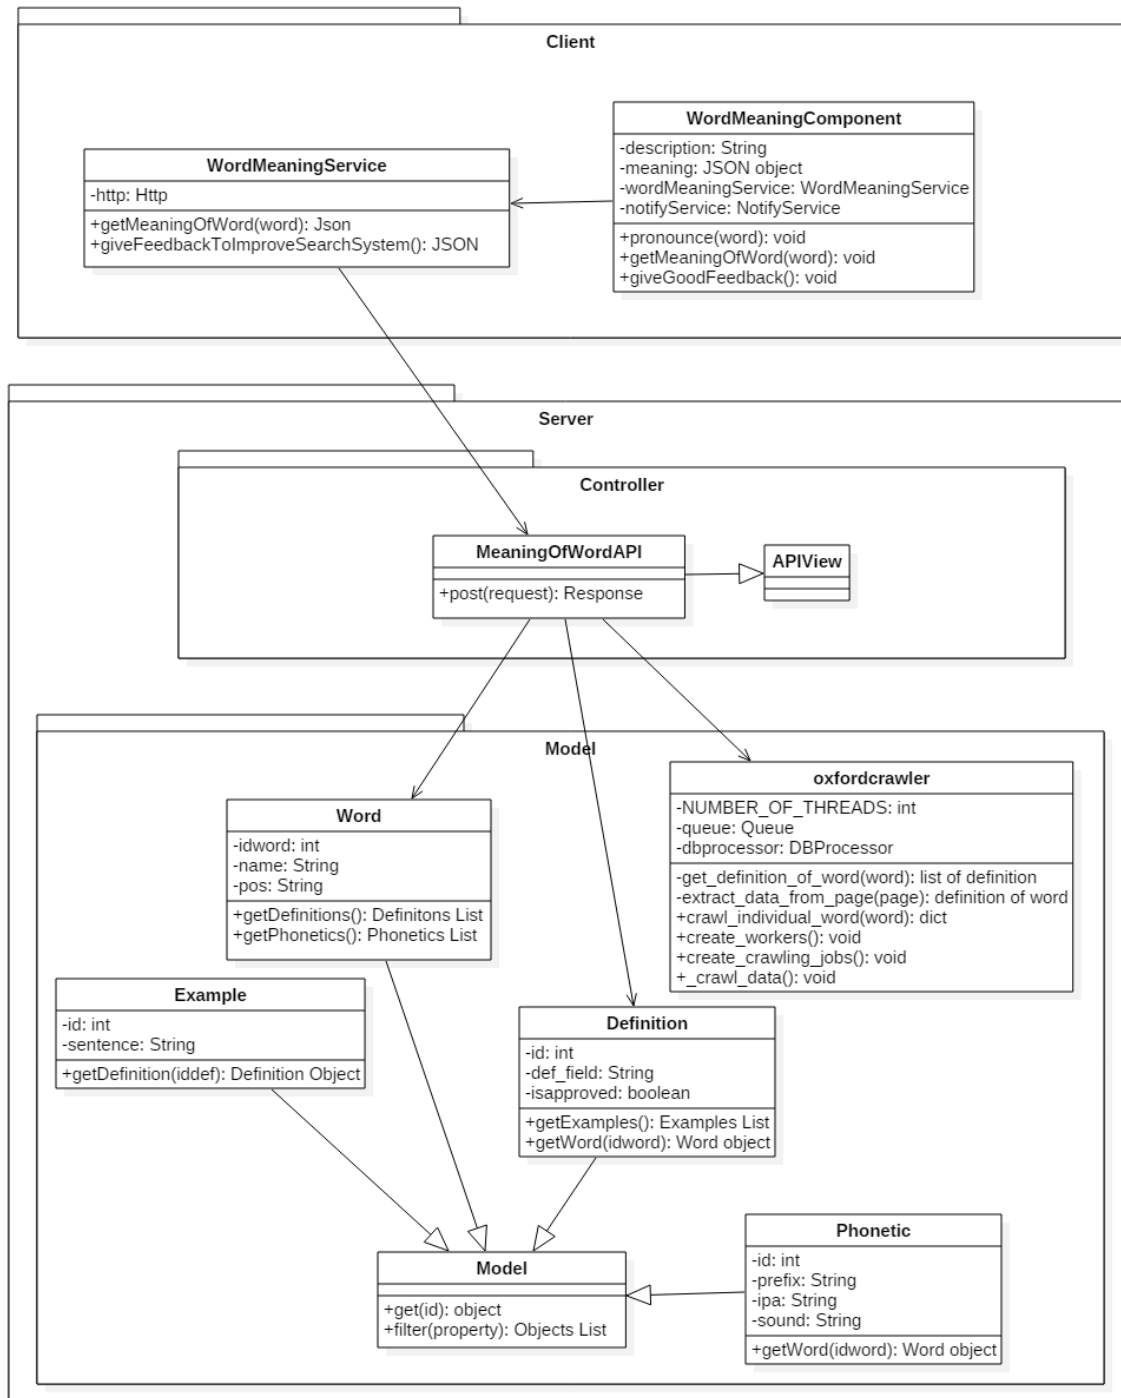 Client
WordMeaningComponent
-description: String
-meaning: JSON object
-wordMeaningService: WordMeaningService
-notifyService: NotifyService
+pronounce(word): void
+getMeaningOfWord(word): void
+giveGoodFeedback(): void
WordMeaningService
-http: Http
+getMeaningOfWord(word): Json
+giveFeedbackToImproveSearchSystem(): JSON
Server
Controller
MeaningOfWordAPI
+post(request): Response
APIView
Model
Word
-idword: int
-name: String
-pos: String
+getDefinitions(): Definitons List
+getPhonetics(): Phonetics List
oxfordcrawler
-NUMBER_OF_THREADS: int
-queue: Queue
-dbprocessor: DBProcessor
-get_definition_of_word(word): list of definition
-extract_data_from_page(page): definition of word
+crawl_individual_word(word): dict
+create_workers(): void
+create_crawling_jobs(): void
+_crawl_data(): void
Example
-id: int
-sentence: String
+getDefinition(iddef): Definition Object
Definition
-id: int
-def_field: String
-isapproved: boolean
+getExamples(): Examples List
+getWord(idword): Word object
Model
+get(id): object
+filter(property): Objects List
Phonetic
-id: int
-prefix: String
-ipa: String
-sound: String
+getWord(idword): Word object